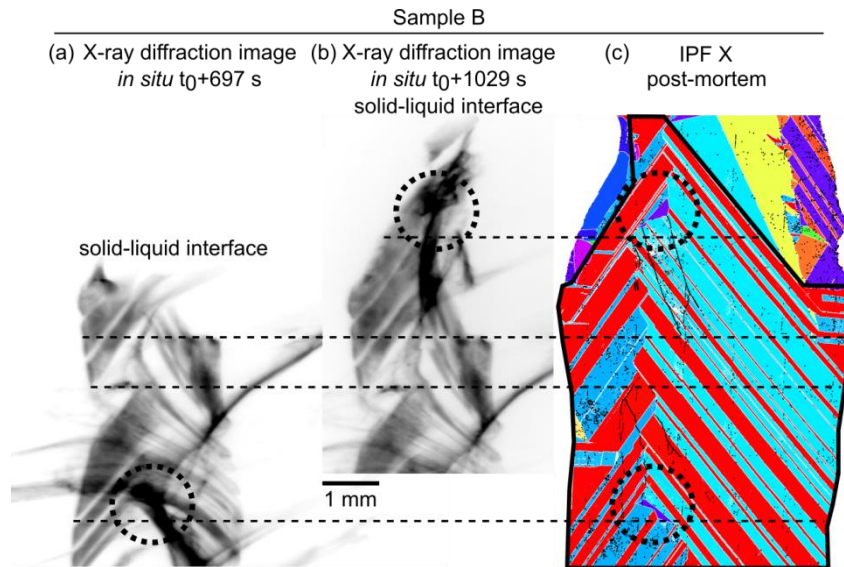 Sample B
(a) X-ray diffraction image
in situ t0+697 s
(b) X-ray diffraction image
in situ t0+1029 s
solid-liquid interface
(c) IPF X
post-mortem
solid-liquid interface
1 mm